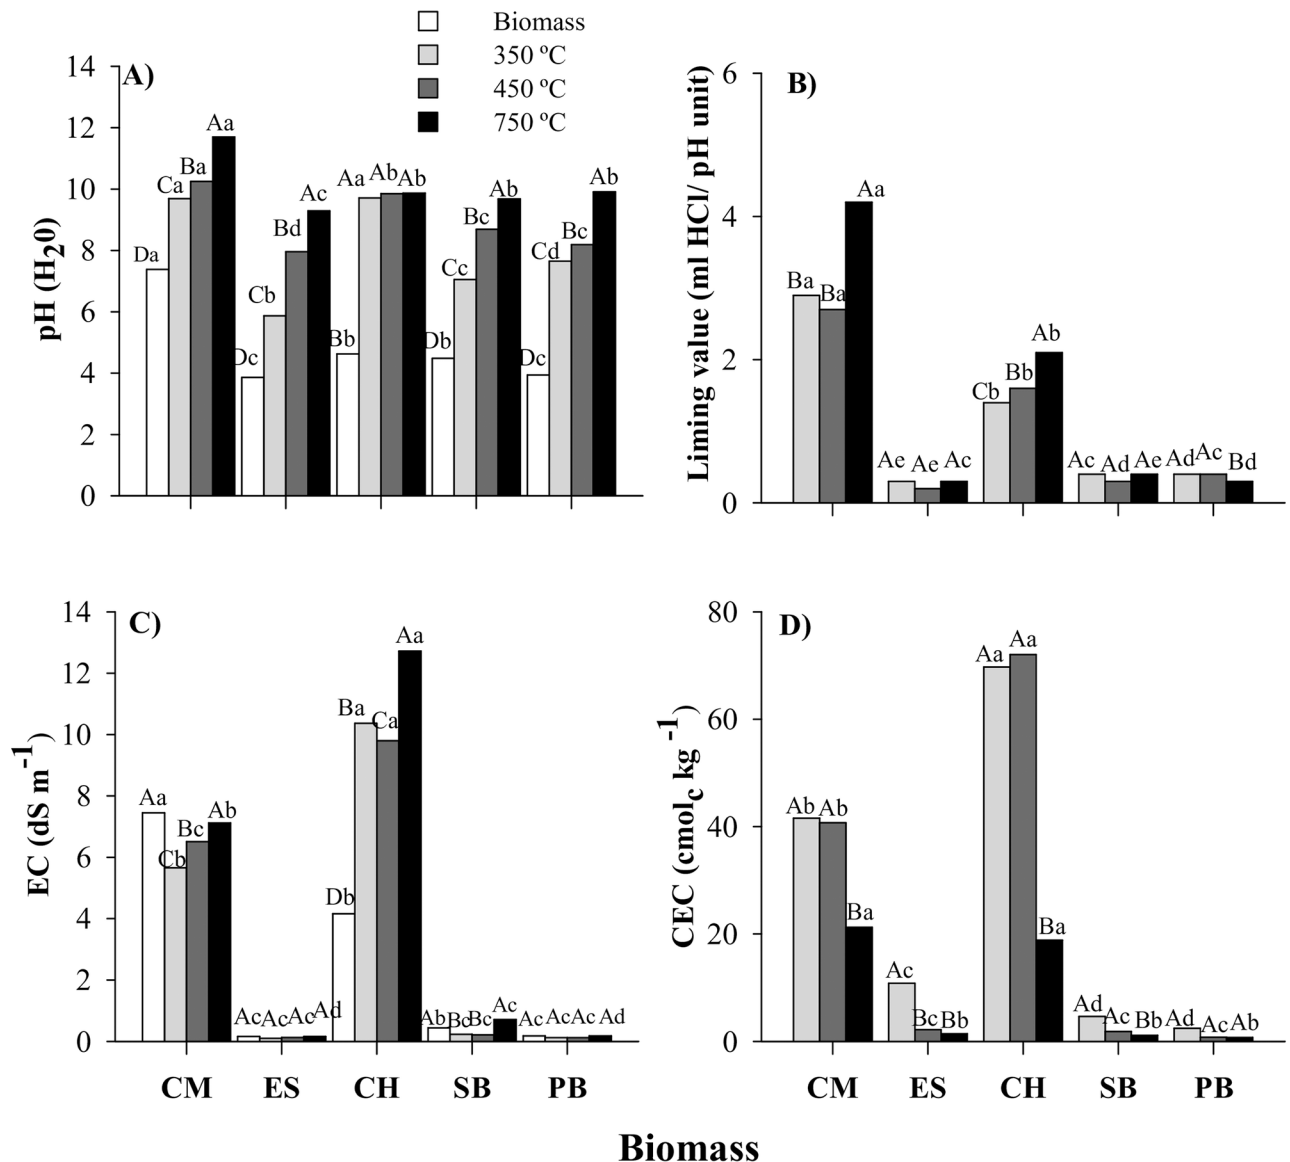 Biomass
350 ºC
450 ºC
750 ºC
A)
pH (H20)
14
12
10
8
6
4
2
0
Da Ca Ba Aa
Dc Cb Bd Ac
Bb Aa Ab Ab
Db Cc Bc Ab
Dc Cd Bc Ab
B)
Liming value (ml HCl/ pH unit)
6
4
2
0
Ba Ba Aa
Ae Ae Ac
Cb Bb Ab
Ac Ad Ae
Ad Ac Bd
C)
EC (dS m-1)
14
12
10
8
6
4
2
0
Aa Cb Bc Ab
Ac Ac Ac Ad
Db Ba Ca Aa
Ab Bc Bc Ac
Ac Ac Ac Ad
CM ES CH SB PB
D)
CEC (cmolc kg -1)
80
60
40
20
0
Ab Ab Ba
Ac Bc Bb
Aa Aa Ba
Ad Ac Bb
Ad Ac Ab
CM ES CH SB PB
Biomass